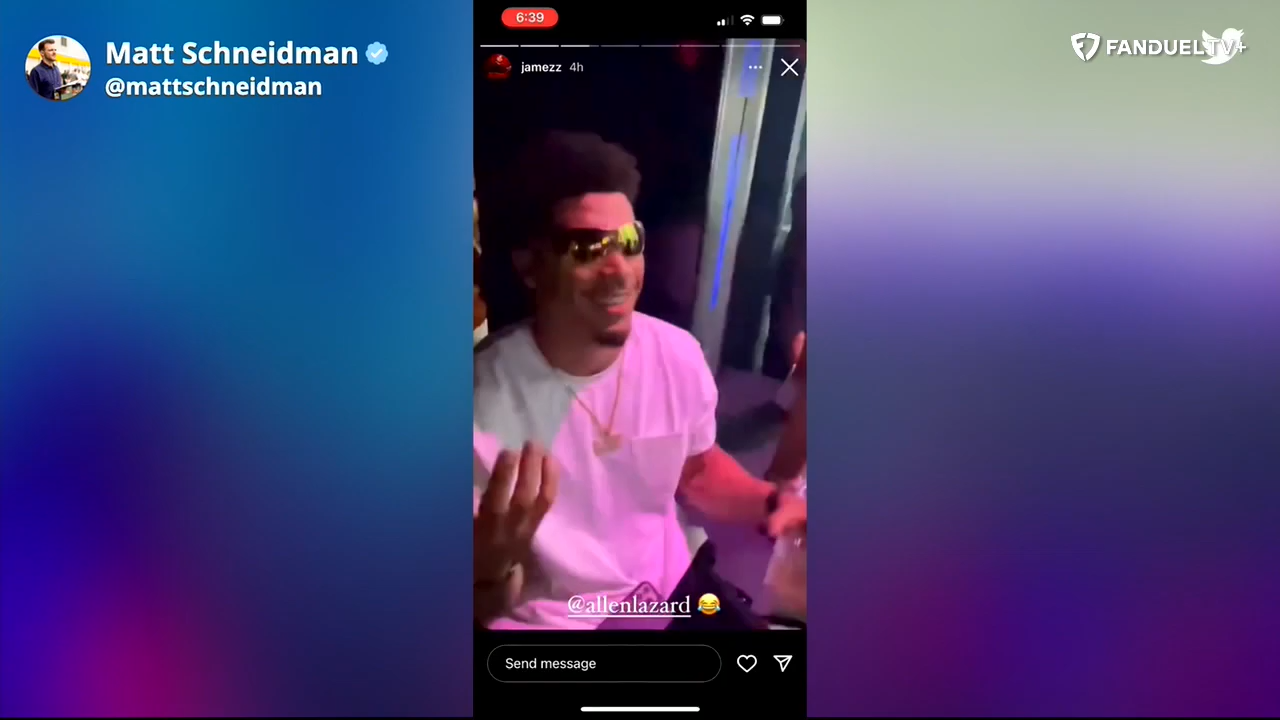 Matt Schneidman
@mattschneidman
6:39
jamezz 4h
FANDUEL TV+
@allenlazard 😂
Send message